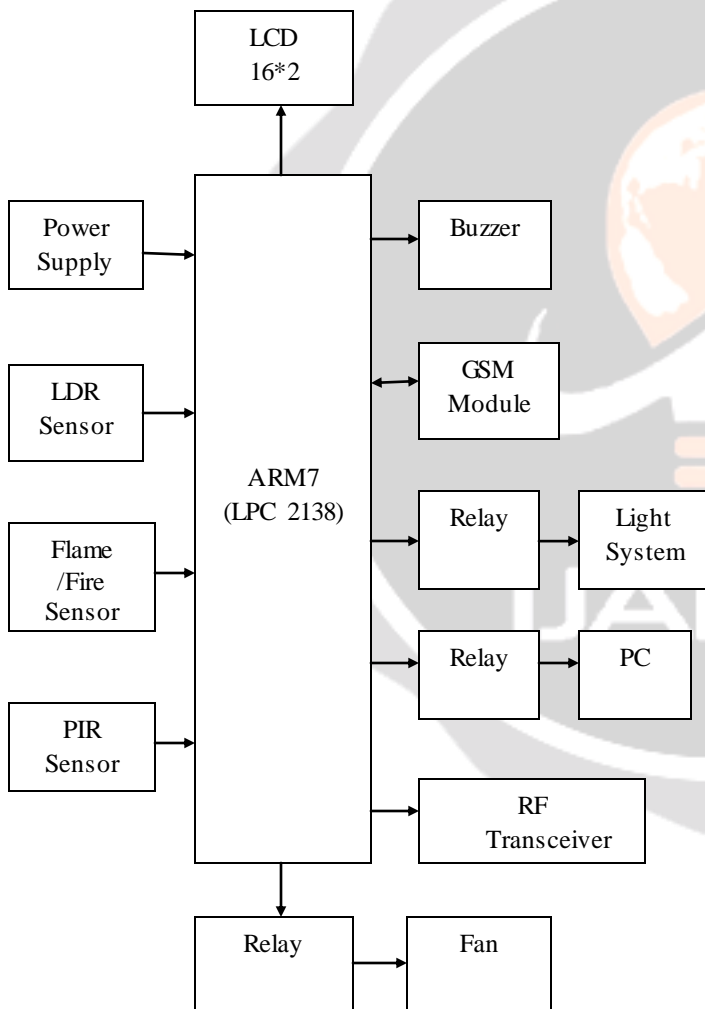 LCD
16*2
Power
Supply
Buzzer
LDR
Sensor
GSM
Module
ARM7
(LPC 2138)
Flame
/Fire
Sensor
Relay
Light
System
Relay
PC
PIR
Sensor
RF
Transceiver
Relay
Fan